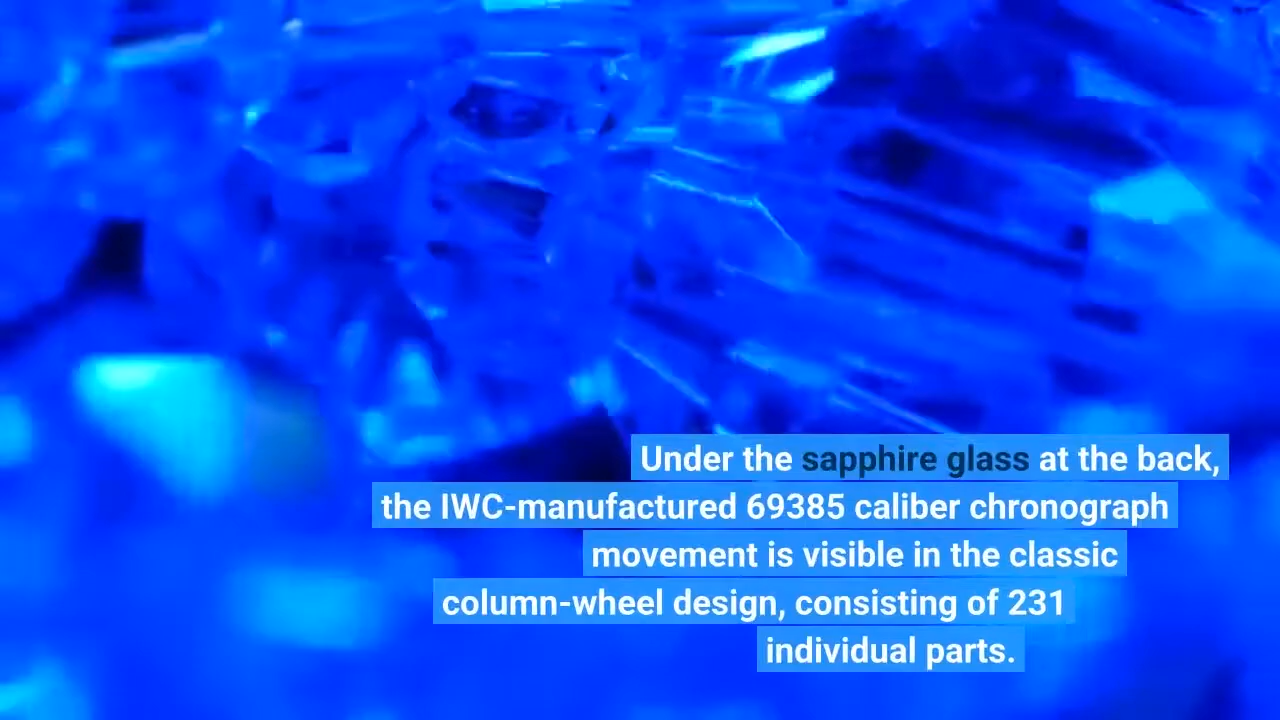 Under the sapphire glass at the back,
the IWC-manufactured 69385 caliber chronograph
movement is visible in the classic
column-wheel design, consisting of 231
individual parts.